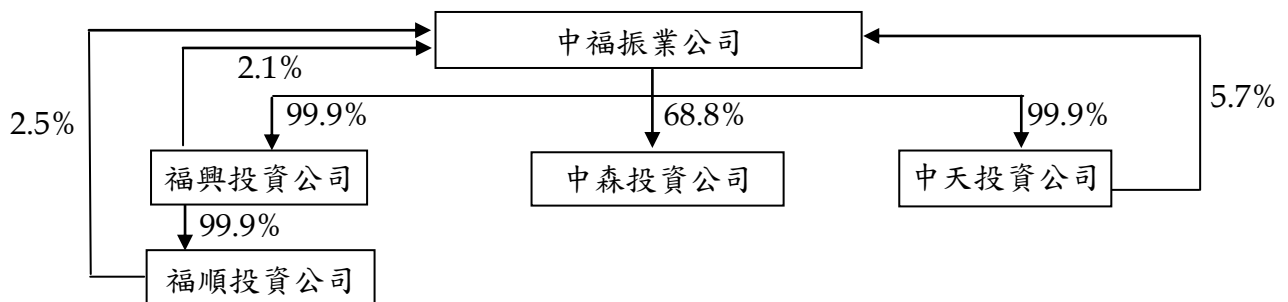 中福振業公司
2.1%
2.5%
99.9%
68.8%
99.9%
5.7%
福興投資公司
中森投資公司
中天投資公司
99.9%
福順投資公司